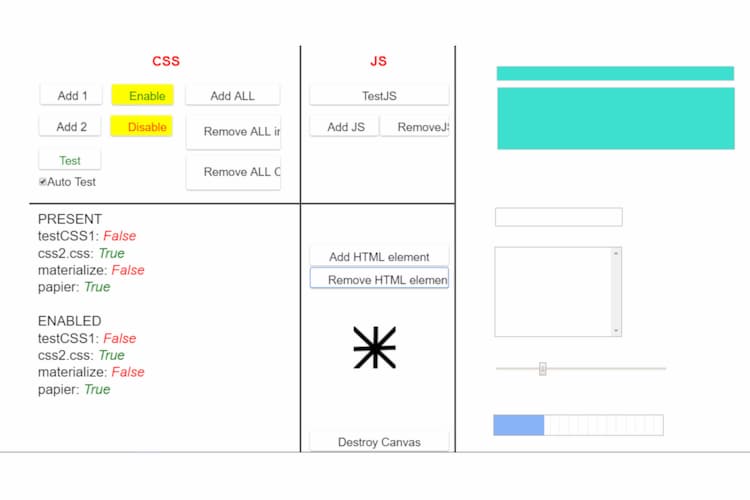 CSS
Add 1
Enable
Add ALL
Add 2
Disable
Remove ALL in
Test
Remove ALL C
Auto Test
PRESENT
testCSS1: False
css2.css: True
materialize: False
papier: True
ENABLED
testCSS1: False
css2.css: True
materialize: False
papier: True
JS
TestJS
Add JS
RemoveJS
Add HTML element
Remove HTML elemen
Destroy Canvas